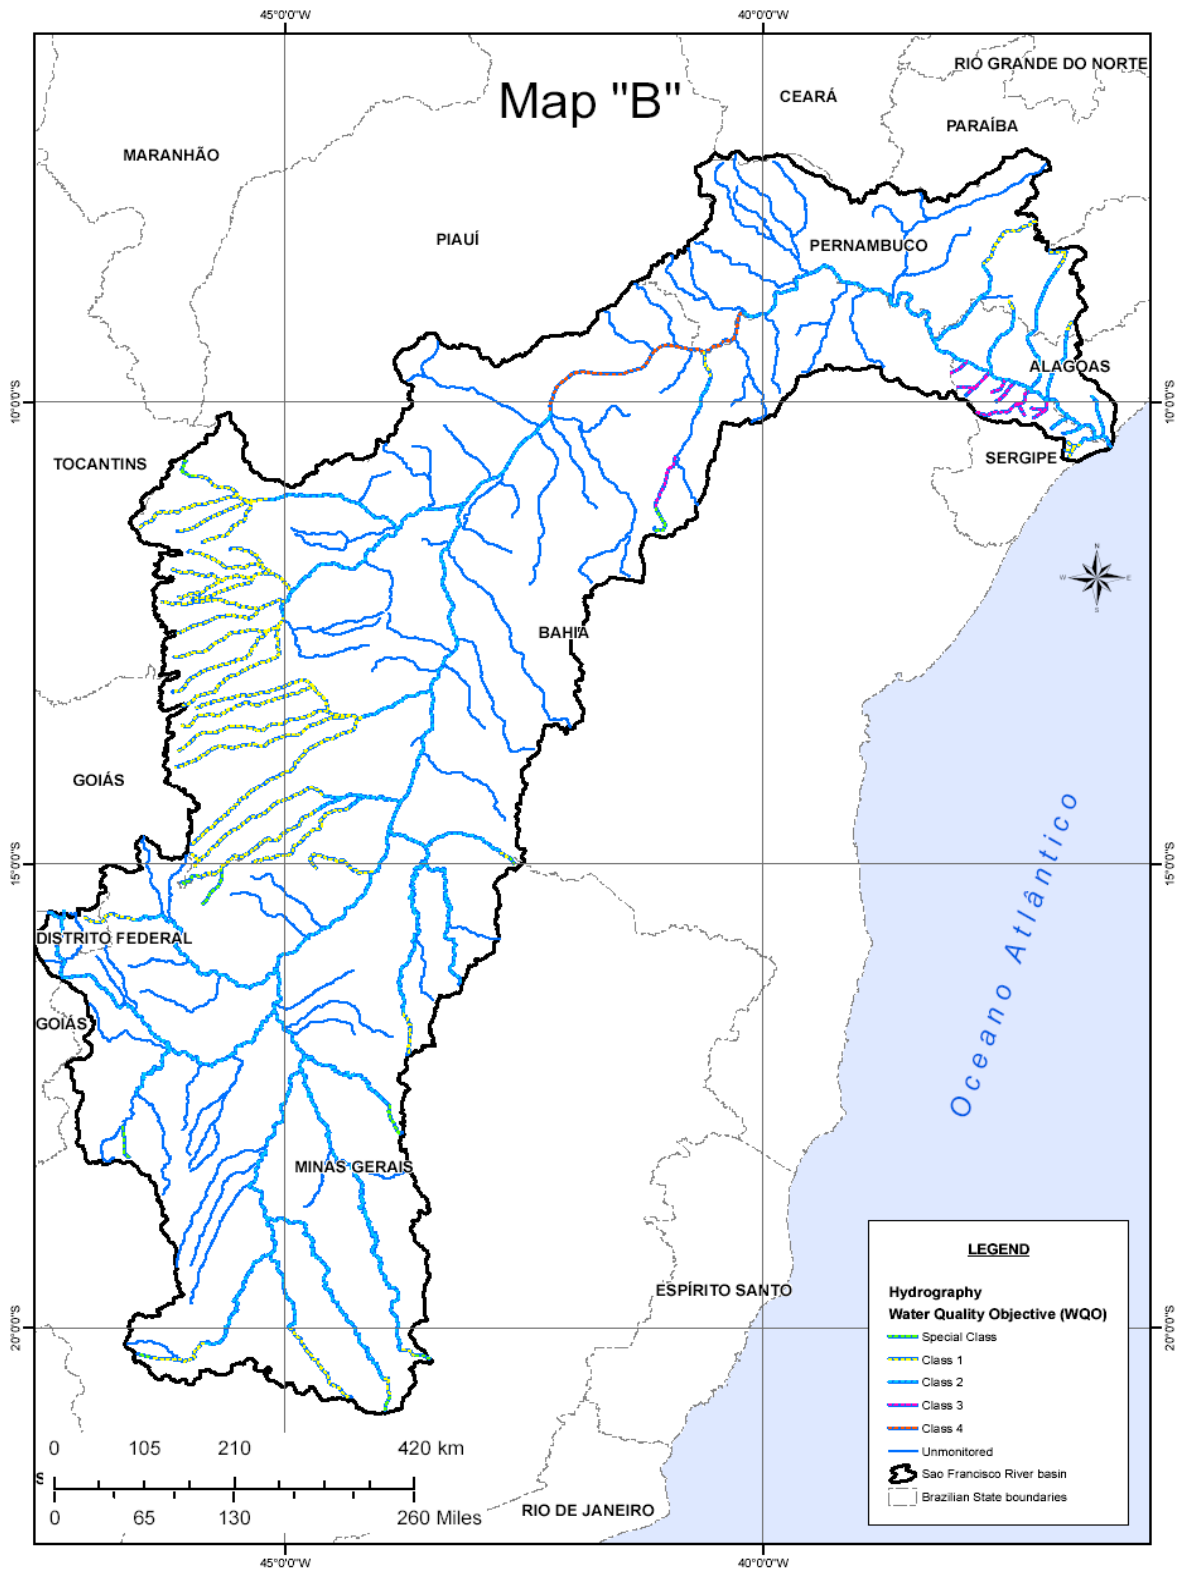 45°0'0"W
40°0'0"W
Map "B"
RIO GRANDE DO NORTE
CEARÁ
PARAÍBA
MARANHÃO
PIAUÍ
PERNAMBUCO
ALAGOAS
10°0'0"S
10°0'0"S
TOCANTINS
SERGIPE
N
W
E
S
BAHIA
GOIÁS
Oceano Atlântico
15°0'0"S
15°0'0"S
DISTRITO FEDERAL
GOIÁS
MINAS GERAIS
LEGEND
ESPÍRITO SANTO
Hydrography
Water Quality Objective (WQO)
20°0'0"S
20°0'0"S
Special Class
Class 1
Class 2
Class 3
Class 4
Unmonitored
Sao Francisco River basin
Brazilian State boundaries
0 105 210 420 km
S
0 65 130 260 Miles
RIO DE JANEIRO
45°0'0"W
40°0'0"W